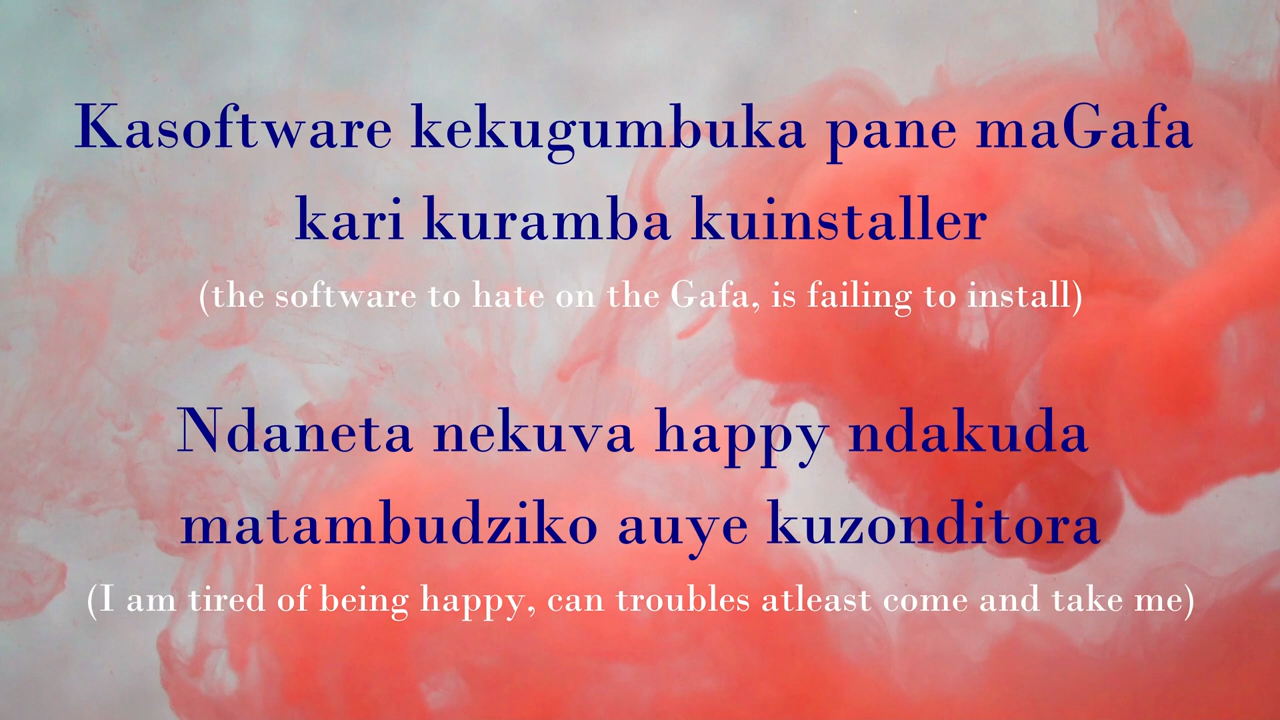 Kasoftware kekugumbuka pane maGafa
kari kuramba kuinstaller
(the software to hate on the Gafa, is failing to install)
Ndaneta nekuva happy ndakuda
matambudziko auye kuzonditora
(I am tired of being happy, can troubles atleast come and take me)